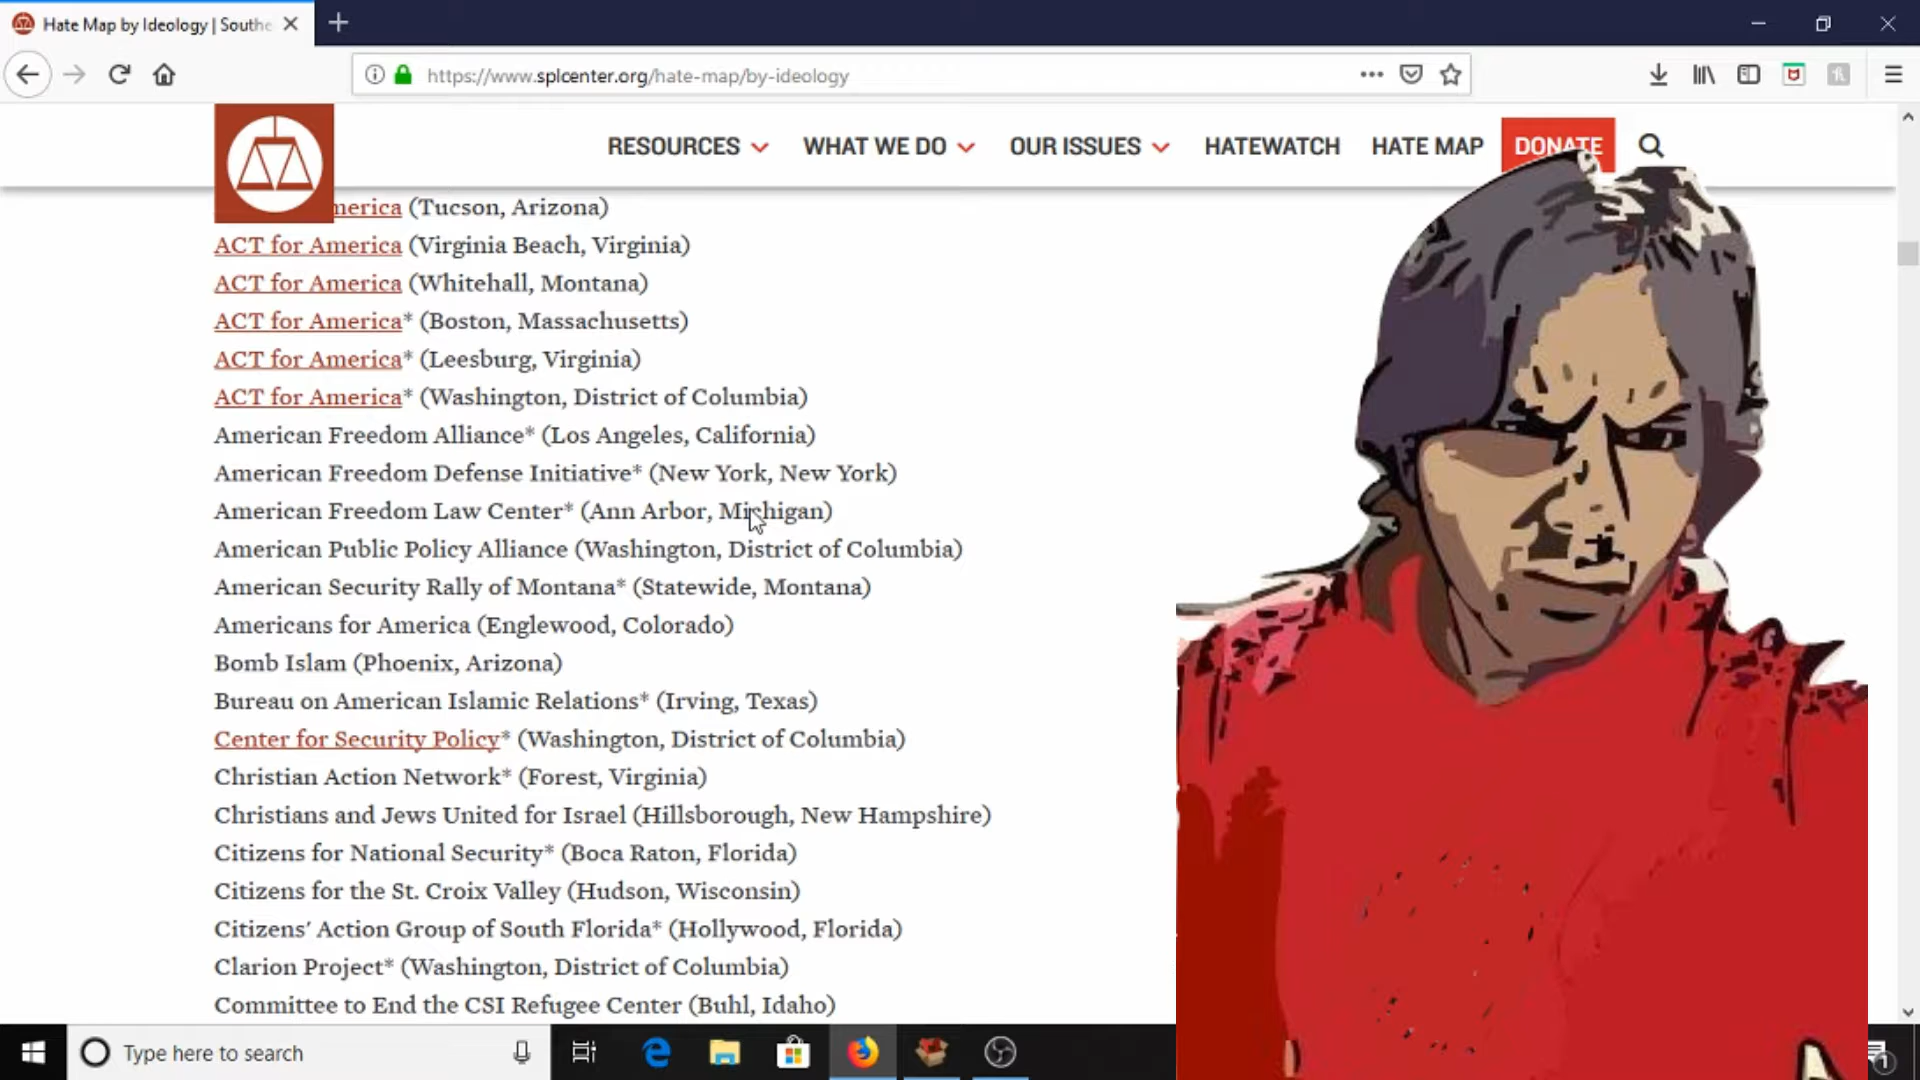 Hate Map by Ideology | Southe
https://www.splcenter.org/hate-map/by-ideology
RESOURCES WHAT WE DO OUR ISSUES HATEWATCH HATE MAP DONATE
merica (Tucson, Arizona)
ACT for America (Virginia Beach, Virginia)
ACT for America (Whitehall, Montana)
ACT for America* (Boston, Massachusetts)
ACT for America* (Leesburg, Virginia)
ACT for America* (Washington, District of Columbia)
American Freedom Alliance* (Los Angeles, California)
American Freedom Defense Initiative* (New York, New York)
American Freedom Law Center* (Ann Arbor, Michigan)
American Public Policy Alliance (Washington, District of Columbia)
American Security Rally of Montana* (Statewide, Montana)
Americans for America (Englewood, Colorado)
Bomb Islam (Phoenix, Arizona)
Bureau on American Islamic Relations* (Irving, Texas)
Center for Security Policy* (Washington, District of Columbia)
Christian Action Network* (Forest, Virginia)
Christians and Jews United for Israel (Hillsborough, New Hampshire)
Citizens for National Security* (Boca Raton, Florida)
Citizens for the St. Croix Valley (Hudson, Wisconsin)
Citizens' Action Group of South Florida* (Hollywood, Florida)
Clarion Project* (Washington, District of Columbia)
Committee to End the CSI Refugee Center (Buhl, Idaho)
Type here to search
1